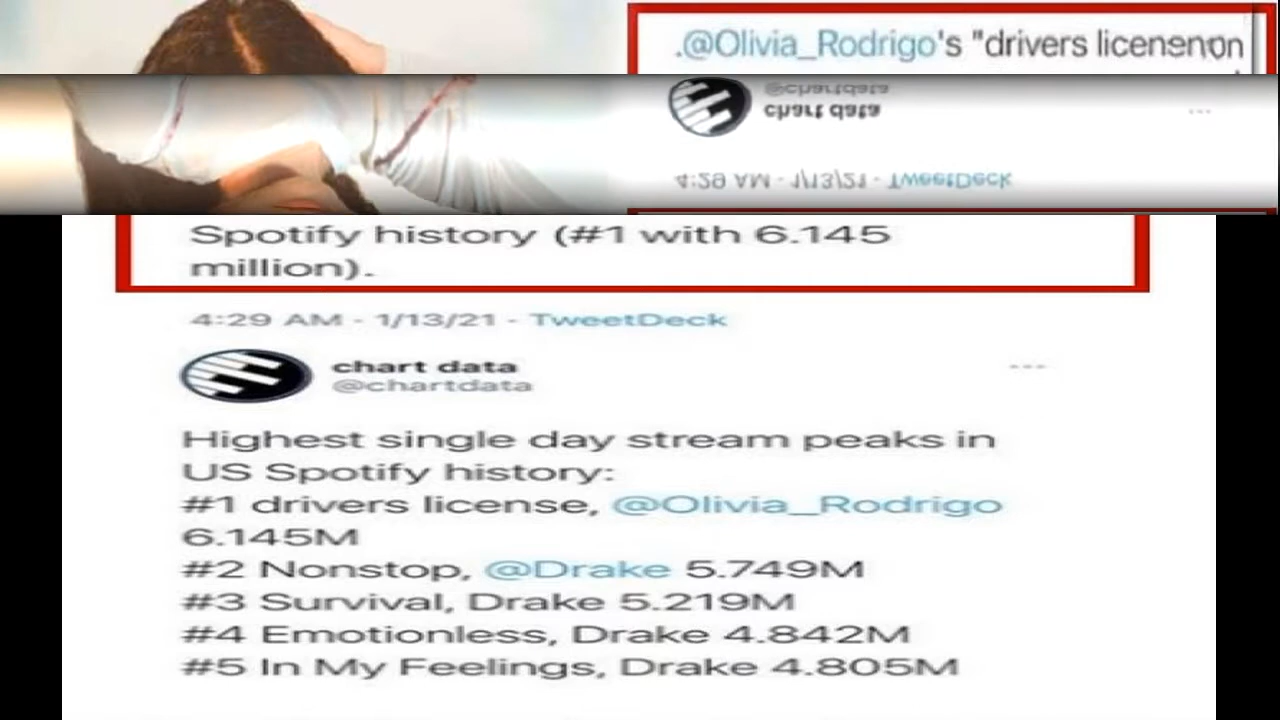 .@Olivia_Rodrigo's "drivers license
@chartdata
chart data
4:29 AM - 1/13/21 - TweetDeck
Spotify history (#1 with 6.145
million).
4:29 AM - 1/13/21 - TweetDeck
chart data
@chartdata
Highest single day stream peaks in
US Spotify history:
#1 drivers license, @Olivia_Rodrigo
6.145M
#2 Nonstop, @Drake 5.749M
#3 Survival, Drake 5.219M
#4 Emotionless, Drake 4.842M
#5 In My Feelings, Drake 4.805M